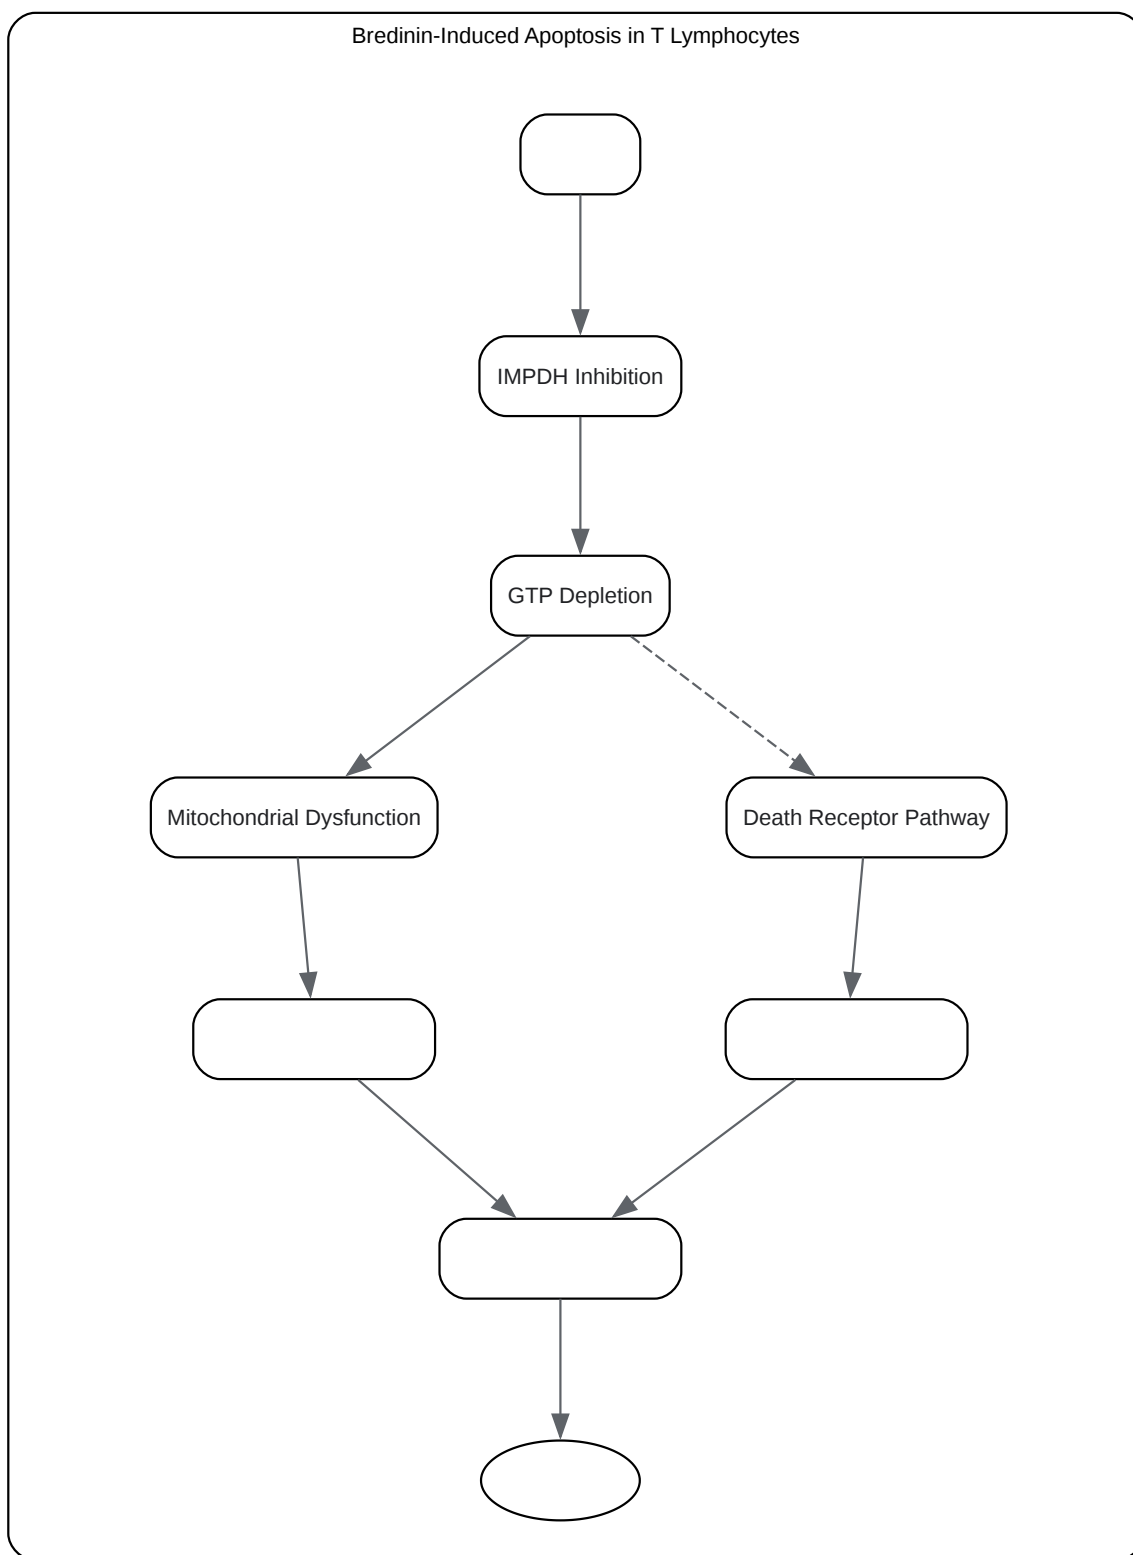 Bredinin-Induced Apoptosis in T Lymphocytes
IMPDH Inhibition
GTP Depletion
Mitochondrial Dysfunction
Death Receptor Pathway